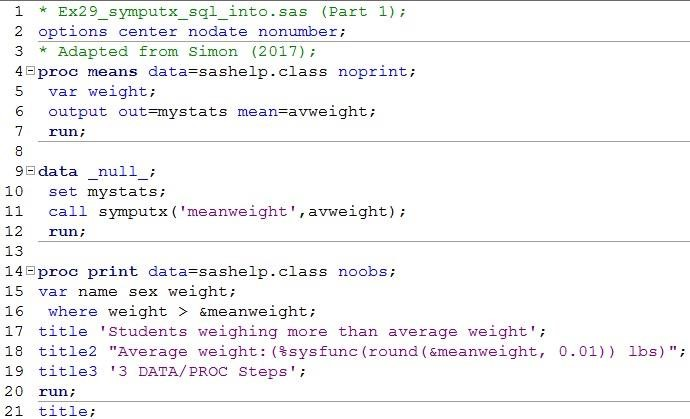 1 * Ex29_symputx_sql_into.sas (Part 1);
2 options center nodate nonumber;
3 * Adapted from Simon (2017);
4 proc means data=sashelp.class noprint;
5 var weight;
6 output out=mystats mean=avweight;
7 run;
8
9 data _null_;
10 set mystats;
11 call symputx('meanweight',avweight);
12 run;
13
14 proc print data=sashelp.class noobs;
15 var name sex weight;
16 where weight > &meanweight;
17 title 'Students weighing more than average weight';
18 title2 "Average weight:(%sysfunc(round(&meanweight, 0.01)) lbs)";
19 title3 '3 DATA/PROC Steps';
20 run;
21 title;